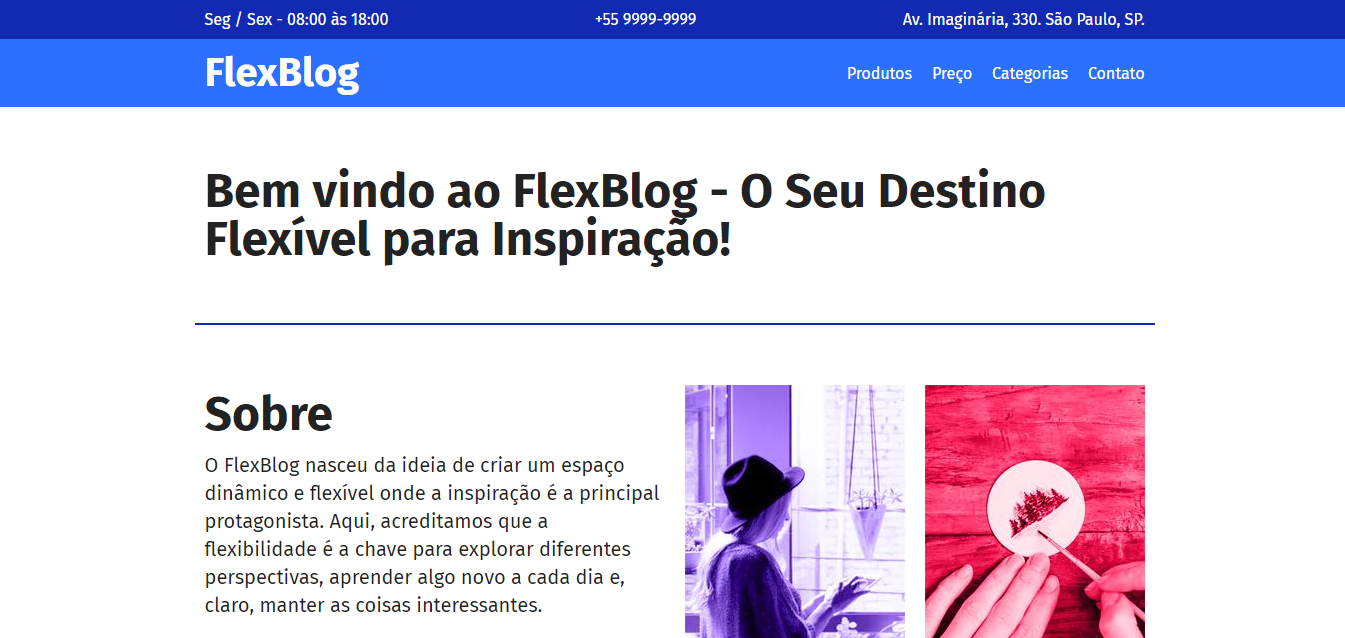 Seg / Sex - 08:00 às 18:00
+55 9999-9999
Av. Imaginária, 330. São Paulo, SP.
FlexBlog
Produtos
Preço
Categorias
Contato
Bem vindo ao FlexBlog - O Seu Destino
Flexível para Inspiração!
Sobre
O FlexBlog nasceu da ideia de criar um espaço
dinâmico e flexível onde a inspiração é a principal
protagonista. Aqui, acreditamos que a
flexibilidade é a chave para explorar diferentes
perspectivas, aprender algo novo a cada dia e,
claro, manter as coisas interessantes.